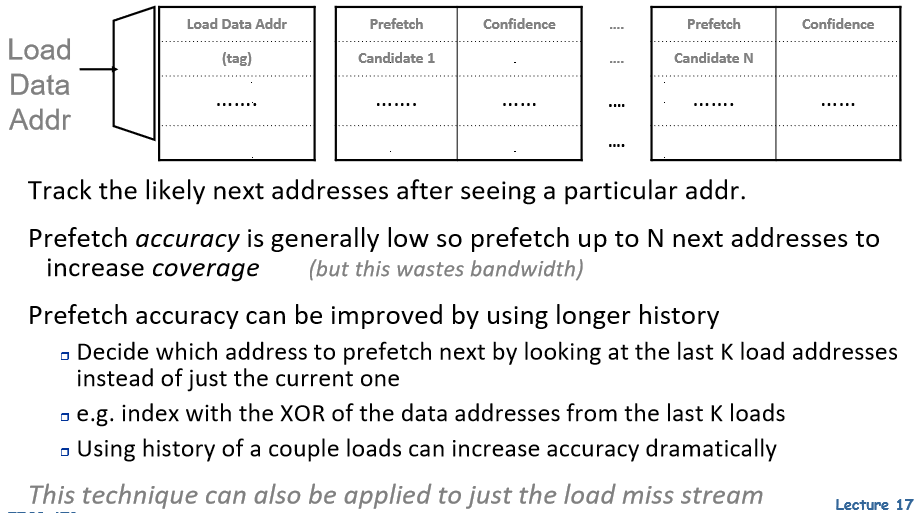 Load Data Addr Prefetch Confidence .... Prefetch Confidence
(tag) Candidate 1 .... Candidate N
Load
Data
Addr
....... ....... ...... .... ....... ......
....
Track the likely next addresses after seeing a particular addr.
Prefetch accuracy is generally low so prefetch up to N next addresses to
increase coverage (but this wastes bandwidth)
Prefetch accuracy can be improved by using longer history
Decide which address to prefetch next by looking at the last K load addresses
instead of just the current one
e.g. index with the XOR of the data addresses from the last K loads
Using history of a couple loads can increase accuracy dramatically
This technique can also be applied to just the load miss stream
Lecture 17